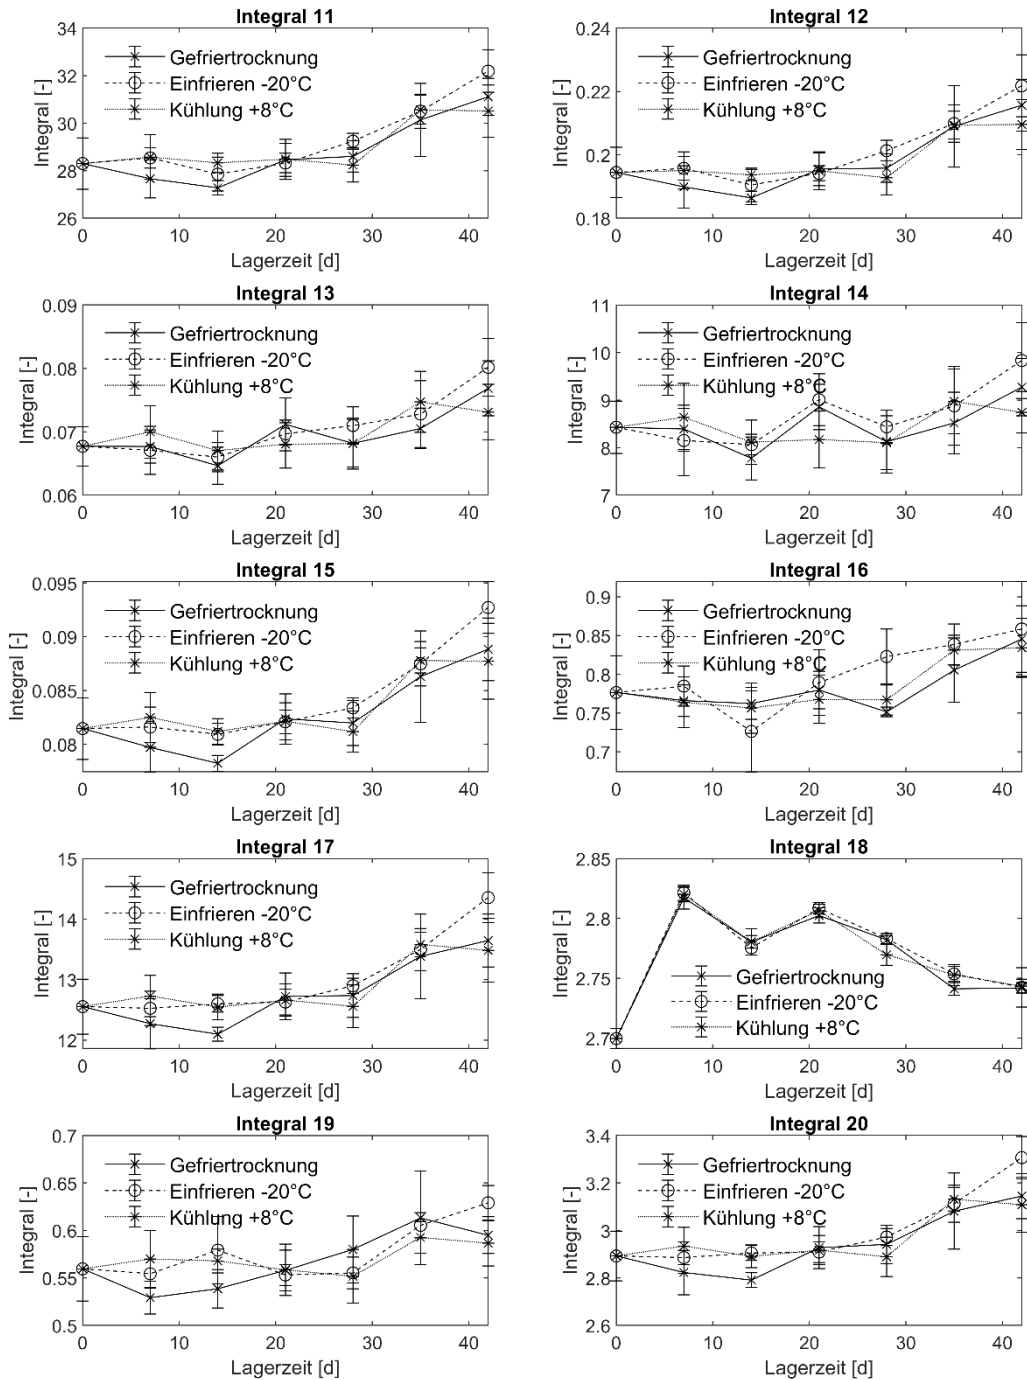 Integral 11
Integral [-]
34
32
30
28
26
Gefriertrocknung
Einfrieren -20°C
Kühlung +8°C
0 10 20 30 40
Lagerzeit [d]
Integral 12
Integral [-]
0.24
0.22
0.2
0.18
Gefriertrocknung
Einfrieren -20°C
Kühlung +8°C
0 10 20 30 40
Lagerzeit [d]
Integral 13
Integral [-]
0.09
0.08
0.07
0.06
Gefriertrocknung
Einfrieren -20°C
Kühlung +8°C
0 10 20 30 40
Lagerzeit [d]
Integral 14
Integral [-]
11
10
9
8
7
Gefriertrocknung
Einfrieren -20°C
Kühlung +8°C
0 10 20 30 40
Lagerzeit [d]
Integral 15
Integral [-]
0.095
0.09
0.085
0.08
Gefriertrocknung
Einfrieren -20°C
Kühlung +8°C
0 10 20 30 40
Lagerzeit [d]
Integral 16
Integral [-]
0.9
0.85
0.8
0.75
0.7
Gefriertrocknung
Einfrieren -20°C
Kühlung +8°C
0 10 20 30 40
Lagerzeit [d]
Integral 17
Integral [-]
15
14
13
12
Gefriertrocknung
Einfrieren -20°C
Kühlung +8°C
0 10 20 30 40
Lagerzeit [d]
Integral 18
Integral [-]
2.85
2.8
2.75
2.7
Gefriertrocknung
Einfrieren -20°C
Kühlung +8°C
0 10 20 30 40
Lagerzeit [d]
Integral 19
Integral [-]
0.7
0.65
0.6
0.55
0.5
Gefriertrocknung
Einfrieren -20°C
Kühlung +8°C
0 10 20 30 40
Lagerzeit [d]
Integral 20
Integral [-]
3.4
3.2
3
2.8
2.6
Gefriertrocknung
Einfrieren -20°C
Kühlung +8°C
0 10 20 30 40
Lagerzeit [d]